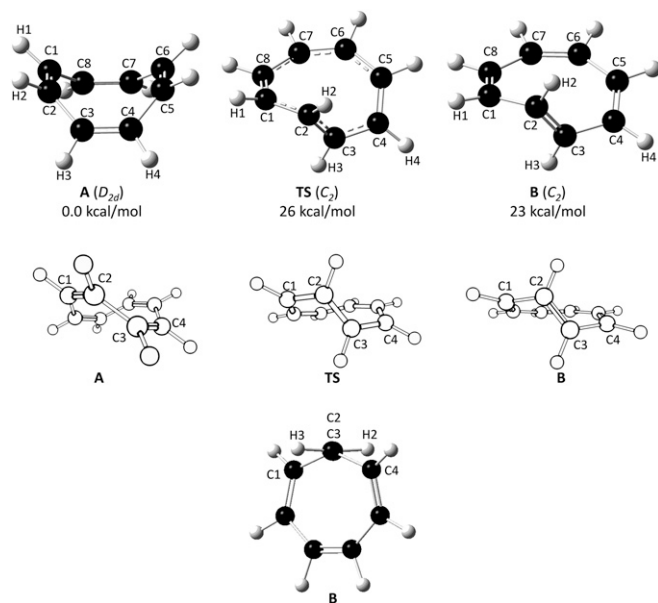 H1 C1 C8 C7 C6
H2 C2 C5
C3 C4
H3 H4
A (D2d)
0.0 kcal/mol
C7 C6
C8 C5
H2
H1 C1
C2 C4
C3
H3 H4
TS (C2)
26 kcal/mol
C7 C6
C8 C5
H2
H1 C1
C2 C4
C3
H3 H4
B (C2)
23 kcal/mol
C1 C2
C3 C4
A
C1 C2
C3 C4
TS
C1 C2
C3 C4
B
C2
H3 C3 H2
C1 C4
B